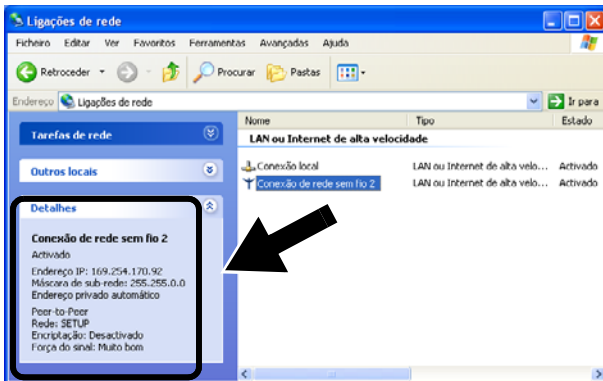 Ligações de rede
Ficheiro Editar Ver Favoritos Ferramentas Avançadas Ajuda
Retroceder Procurar Pastas
Endereço Ligações de rede Ir para
Nome Tipo Estado
LAN ou Internet de alta velocidade
Conexão local LAN ou Internet de alta velo... Activado
Conexão de rede sem fio 2 LAN ou Internet de alta velo... Activado
Tarefas de rede
Outros locais
Detalhes
Conexão de rede sem fio 2
Activado
Endereço IP: 169.254.170.92
Máscara de sub-rede: 255.255.0.0
Endereço privado automático
Peer-to-Peer
Rede: SETUP
Encriptação: Desactivado
Força do sinal: Muito bom